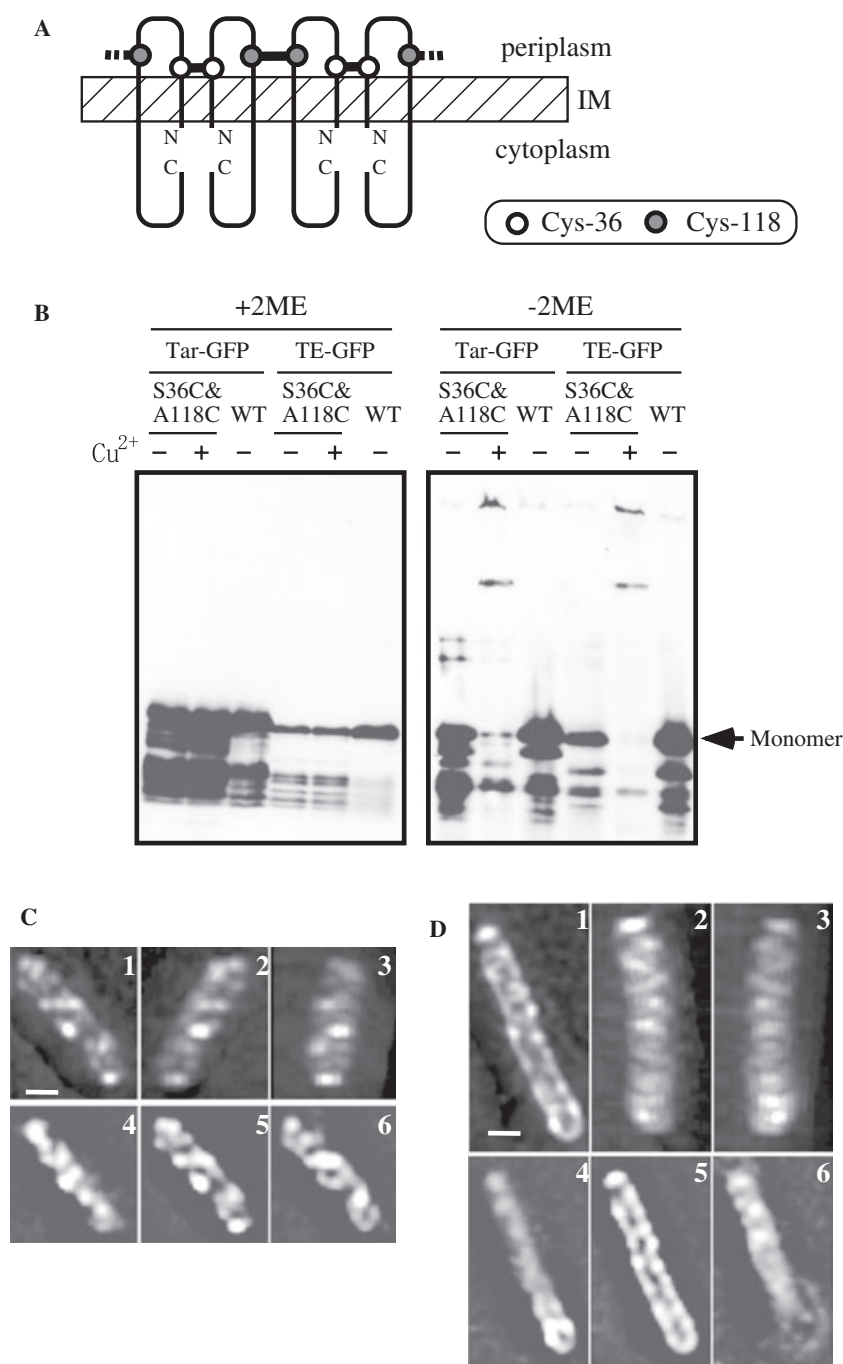 A
periplasm
IM
N N N N
cytoplasm
C C C C
Cys-36 Cys-118
B
+2ME -2ME
Tar-GFP TE-GFP Tar-GFP TE-GFP
S36C& S36C& S36C& S36C&
A118C WT A118C WT A118C WT A118C WT
Cu2+ − + − − + − − + − − + −
Monomer
C
1 2 3
4 5 6
D
1 2 3
4 5 6